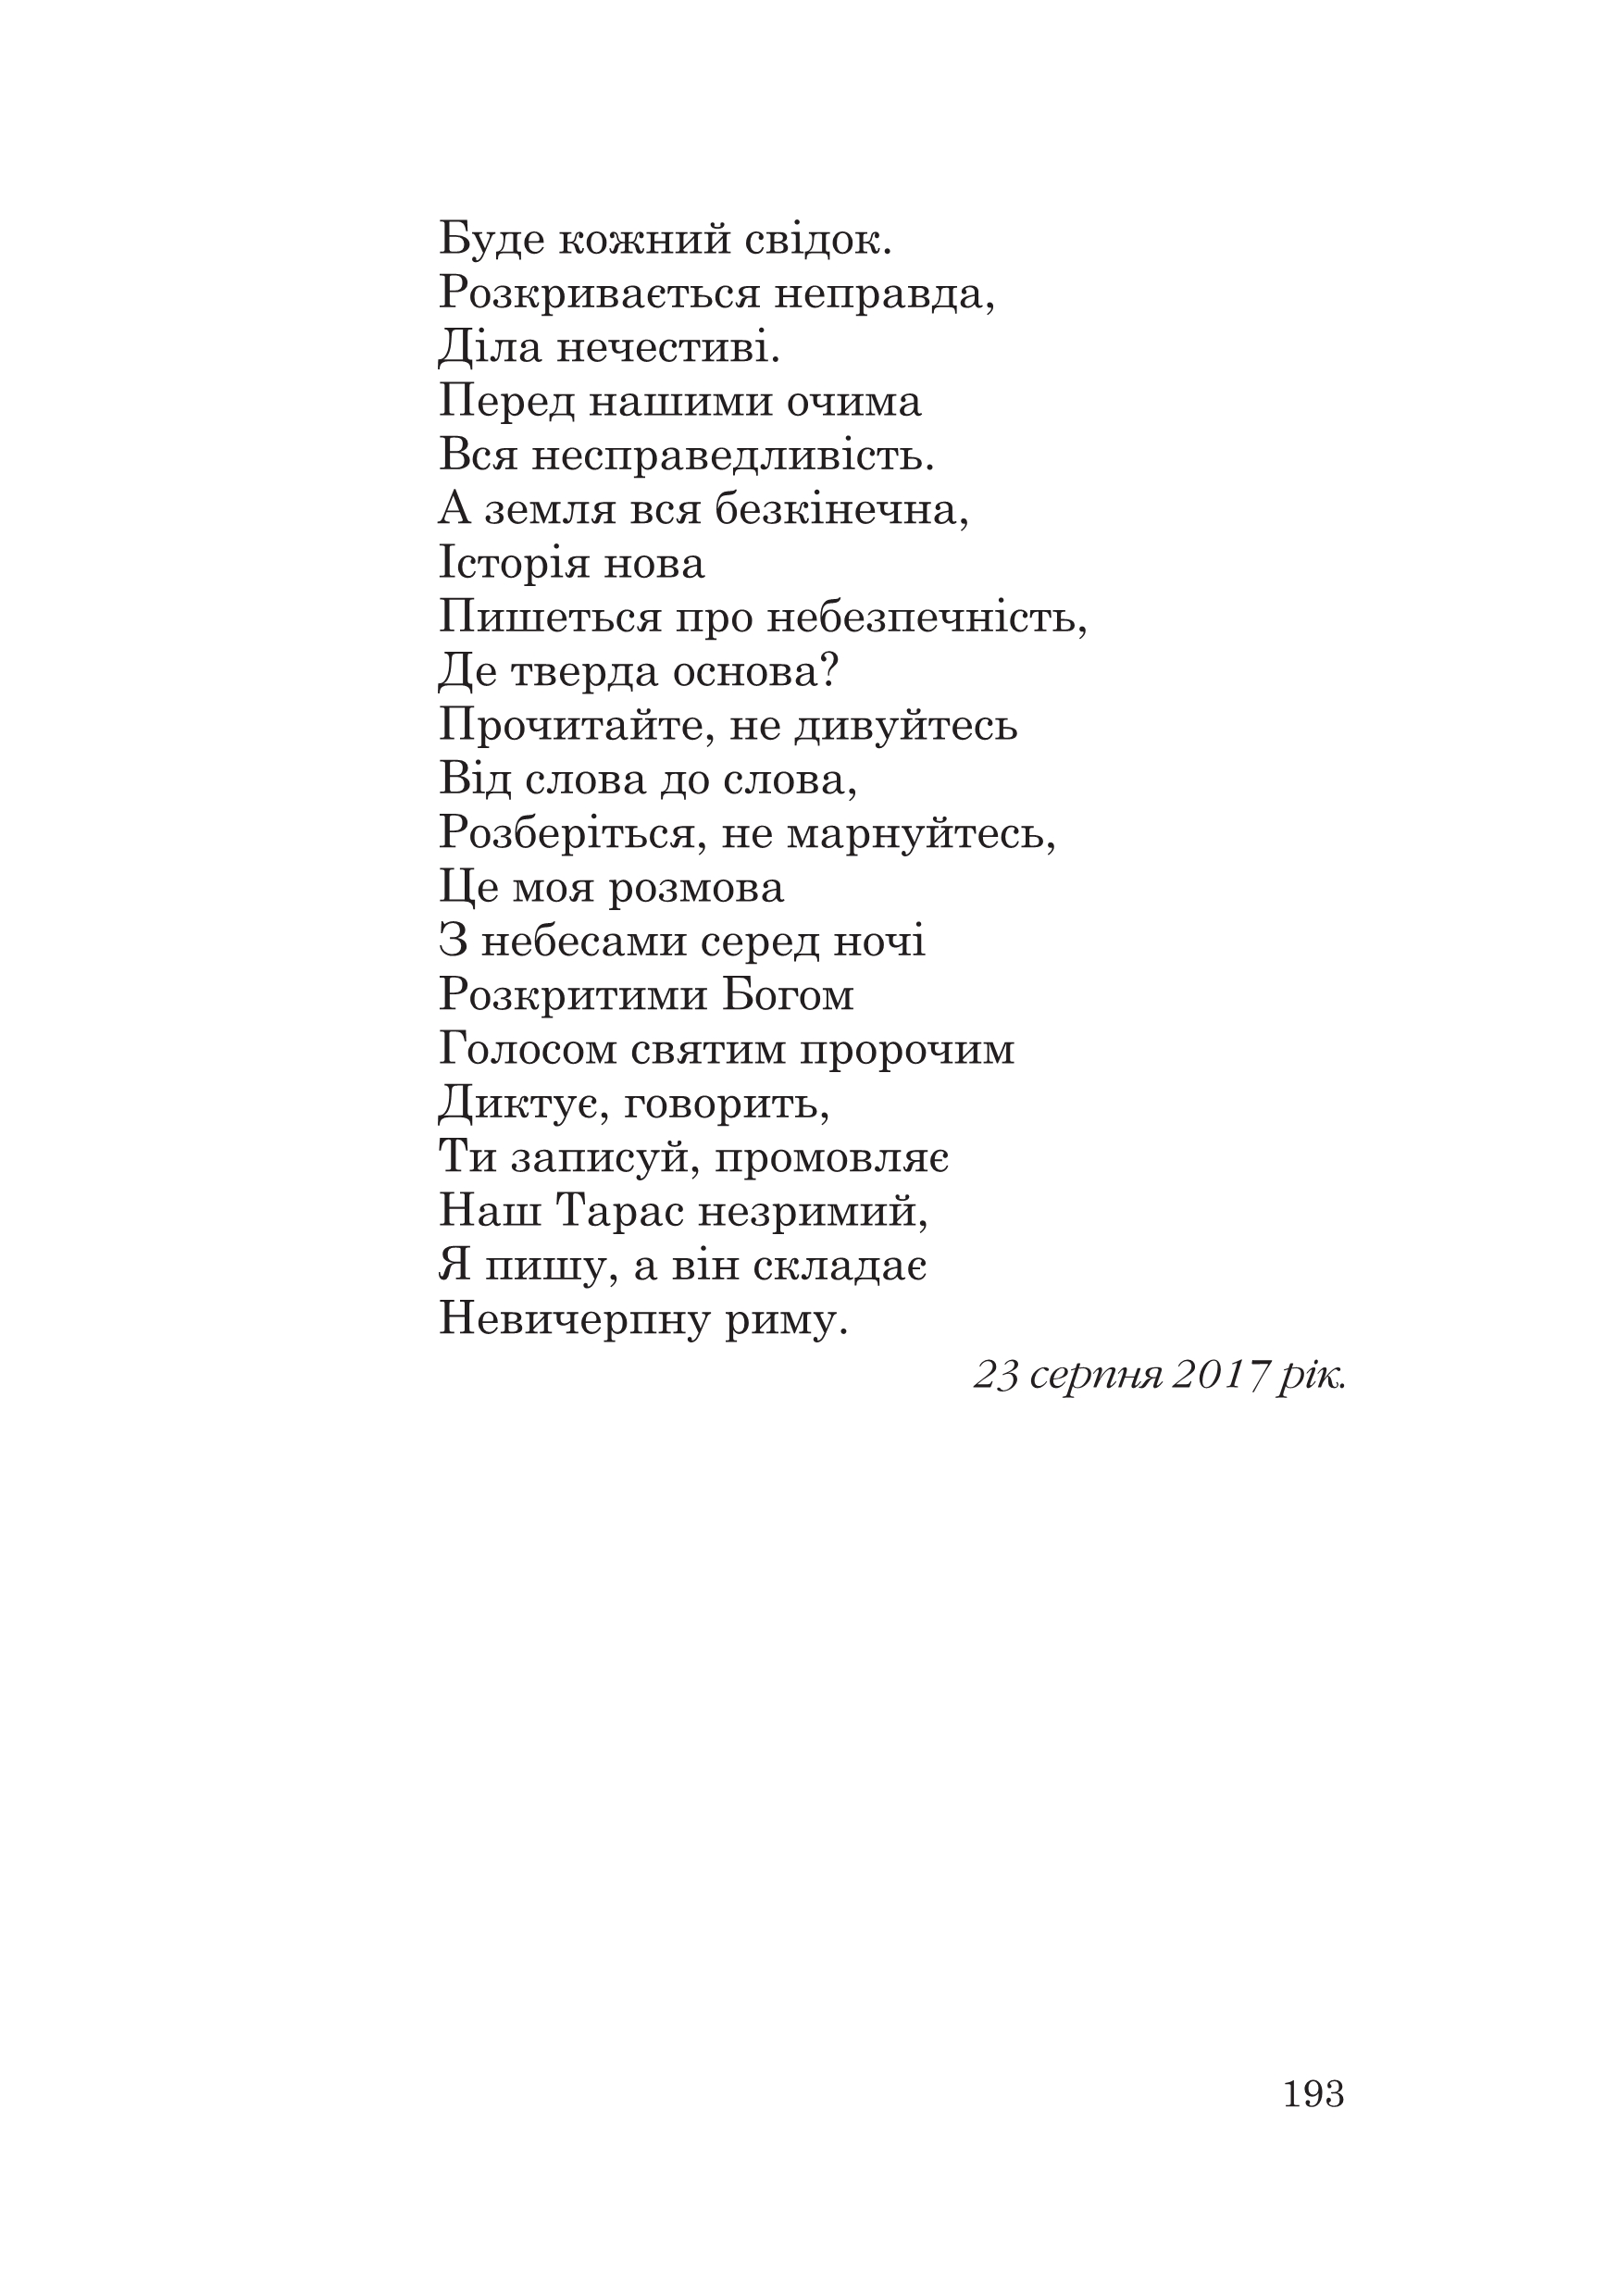 Буде кожний свідок.
Розкривається неправда,
Діла нечестиві.
Перед нашими очима
Вся несправедливість.
А земля вся безкінечна,
Історія нова
Пишеться про небезпечність,
Де тверда основа?
Прочитайте, не дивуйтесь
Від слова до слова,
Розберіться, не марнуйтесь,
Це моя розмова
З небесами серед ночі
Розкритими Богом
Голосом святим пророчим
Диктує, говорить,
Ти записуй, промовляє
Наш Тарас незримий,
Я пишу, а він складає
Невичерпну риму.
23 серпня 2017 рік.
193